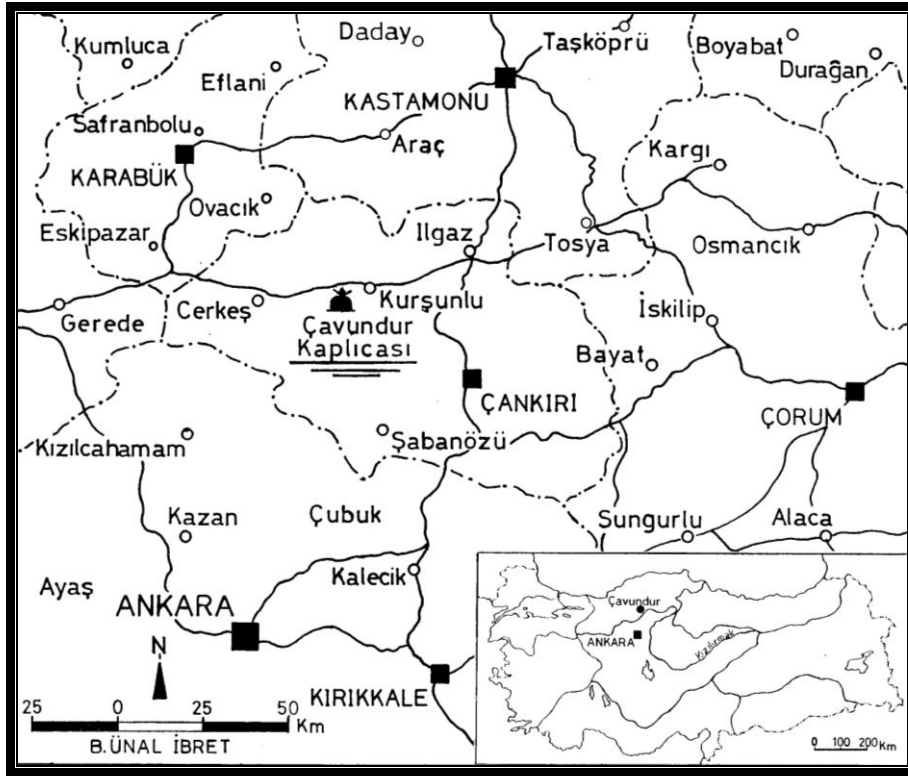 Kumluca
Daday
Taşköprü
Boyabat
Durağan
Eflani
KASTAMONU
Safranbolu
Araç
Kargı
KARABÜK
Ovacık
Eskipazar
Ilgaz
Tosya
Osmancık
Gerede
Cerkeş
Kurşunlu
İskilip
Çavundur
Kaplıcası
Bayat
ÇANKIRI
ÇORUM
Kızılcahamam
Şabanözü
Kazan
Çubuk
Sungurlu
Alaca
Ayaş
Kalecik
ANKARA
KIRIKKALE
N
25 0 25 50 Km
B.ÜNAL İBRET
Çavundur
ANKARA
Kızılırmak
0 100 200 Km